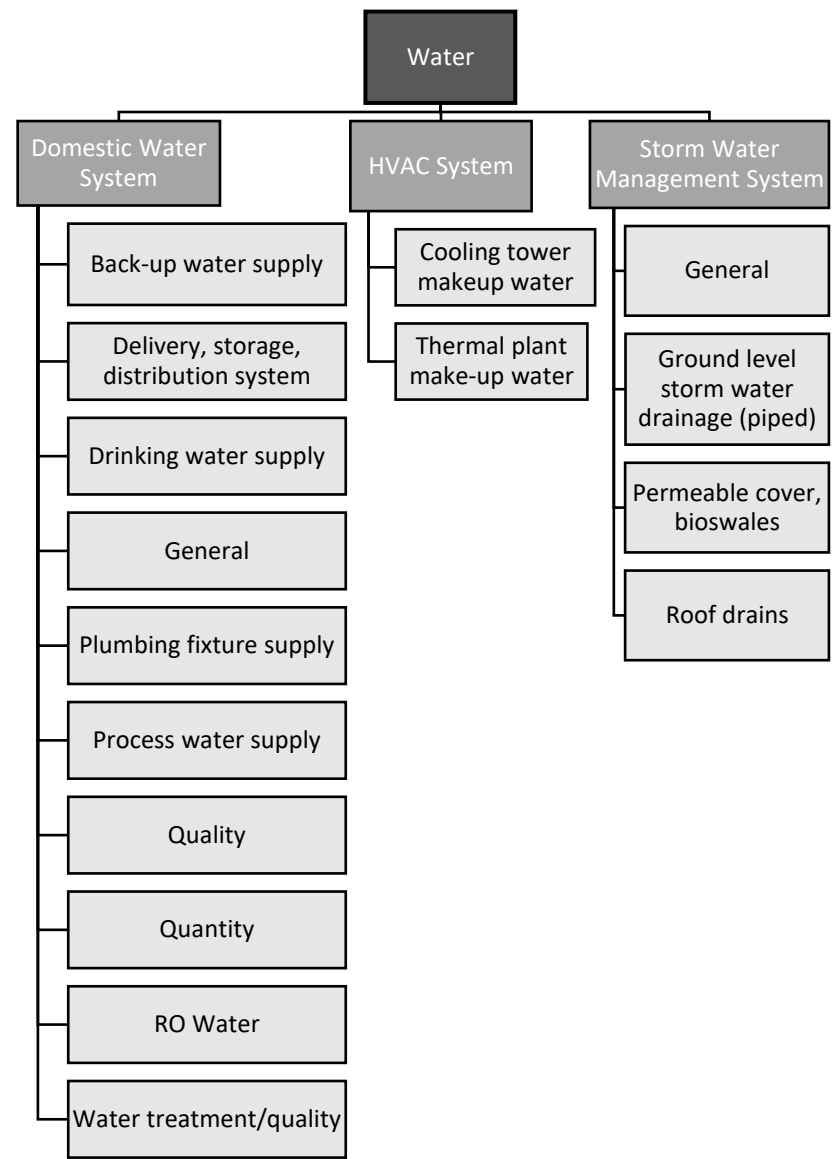 Water
Domestic Water
System
Back-up water supply
Delivery, storage,
distribution system
Drinking water supply
General
Plumbing fixture supply
Process water supply
Quality
Quantity
RO Water
Water treatment/quality
HVAC System
Cooling tower
makeup water
Thermal plant
make-up water
Storm Water
Management System
General
Ground level
storm water
drainage (piped)
Permeable cover,
bioswales
Roof drains